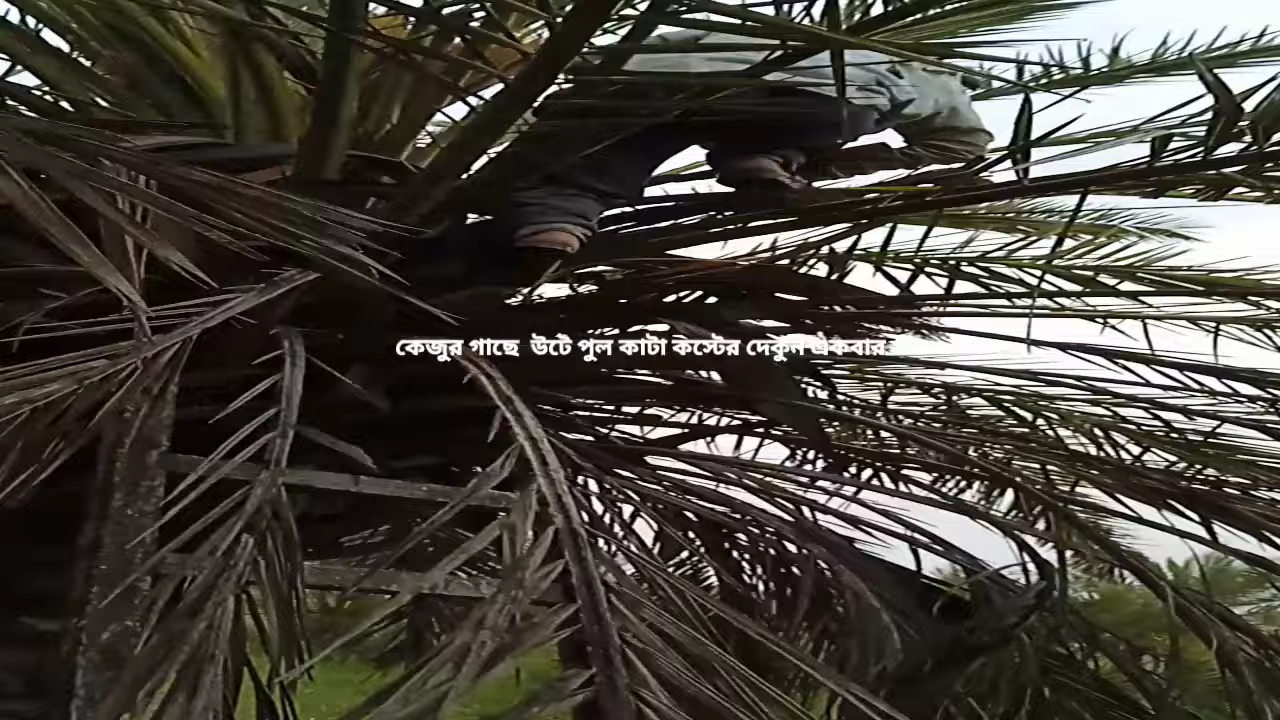 কেজুর গাছে উটে পুল কাটা কস্টের দেকুন একবার